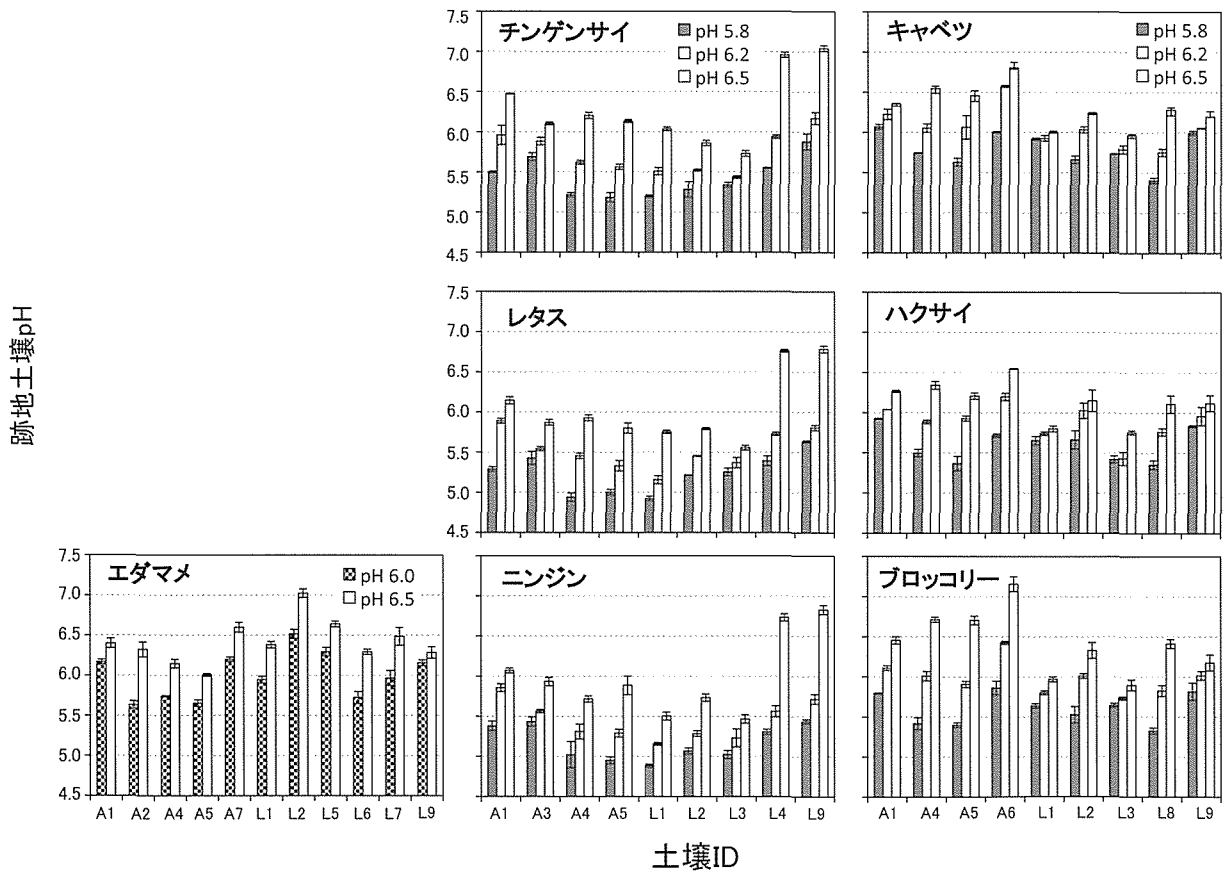 跡地土壌pH
チンゲンサイ
pH 5.8
pH 6.2
pH 6.5
7.5
7.0
6.5
6.0
5.5
5.0
4.5
キャベツ
pH 5.8
pH 6.2
pH 6.5
レタス
7.5
7.0
6.5
6.0
5.5
5.0
4.5
ハクサイ
エダマメ
pH 6.0
pH 6.5
7.5
7.0
6.5
6.0
5.5
5.0
4.5
A1 A2 A4 A5 A7 L1 L2 L5 L6 L7 L9
ニンジン
A1 A3 A4 A5 L1 L2 L3 L4 L9
ブロッコリー
A1 A4 A5 A6 L1 L2 L3 L8 L9
土壌ID